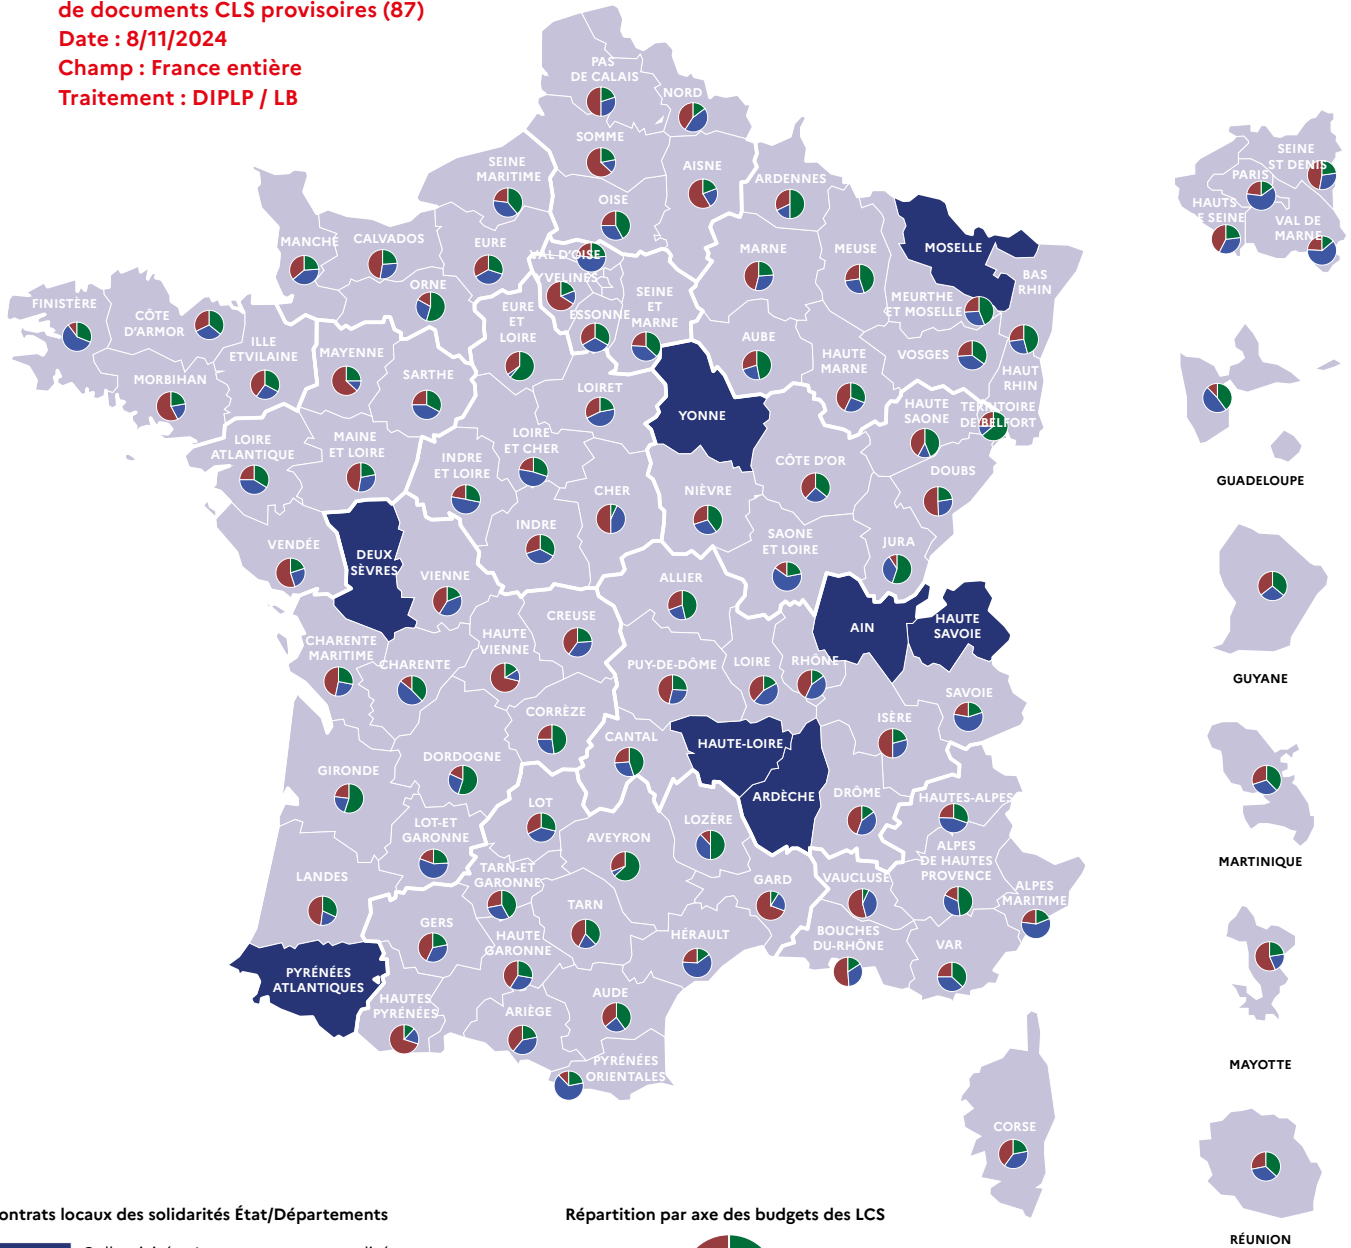 de documents CLS provisoires (87)
Date : 8/11/2024
Champ : France entière
Traitement : DIPLP / LB
PAS
DE CALAIS
NORD
SOMME
SEINE
MARITIME
AISNE
ARDENNES
OISE
MANCHE
CALVADOS
EURE
VAL D'OISE
MARNE
MEUSE
MOSELLE
BAS
RHIN
ORNE
YVELINES
SEINE
ET
MARNE
MEURTHE
ET MOSELLE
FINISTÈRE
CÔTE
D'ARMOR
EURE
ET
LOIRE
ESSONNE
ILLE
ETVILAINE
MAYENNE
AUBE
HAUTE
MARNE
VOSGES
HAUT
RHIN
MORBIHAN
SARTHE
LOIRET
YONNE
HAUTE
SAONE
TERRITOIRE
DE BELFORT
LOIRE
ATLANTIQUE
MAINE
ET LOIRE
LOIRE
ET CHER
INDRE
ET LOIRE
CÔTE D'OR
DOUBS
CHER
NIÈVRE
VENDÉE
DEUX
SÈVRES
INDRE
SAONE
ET LOIRE
JURA
VIENNE
ALLIER
CREUSE
AIN
HAUTE
SAVOIE
CHARENTE
MARITIME
HAUTE
VIENNE
CHARENTE
PUY-DE-DÔME
LOIRE
RHÔNE
SAVOIE
CORRÈZE
ISÈRE
CANTAL
HAUTE-LOIRE
GIRONDE
DORDOGNE
ARDÈCHE
DRÔME
HAUTES-ALPES
LOT
LOT-ET
GARONNE
AVEYRON
LOZÈRE
ALPES
DE HAUTES
PROVENCE
LANDES
TARN-ET
GARONNE
GARD
VAUCLUSE
ALPES
MARITIME
GERS
TARN
HAUTE
GARONNE
HÉRAULT
BOUCHES
DU-RHÔNE
VAR
PYRÉNÉES
ATLANTIQUES
HAUTES
PYRÉNÉES
ARIÈGE
AUDE
PYRÉNÉES
ORIENTALES
CORSE
SEINE
ST DENIS
PARIS
HAUTS
DE SEINE
VAL DE
MARNE
GUADELOUPE
GUYANE
MARTINIQUE
MAYOTTE
RÉUNION
ontrats locaux des solidarités État/Départements
Répartition par axe des budgets des LCS